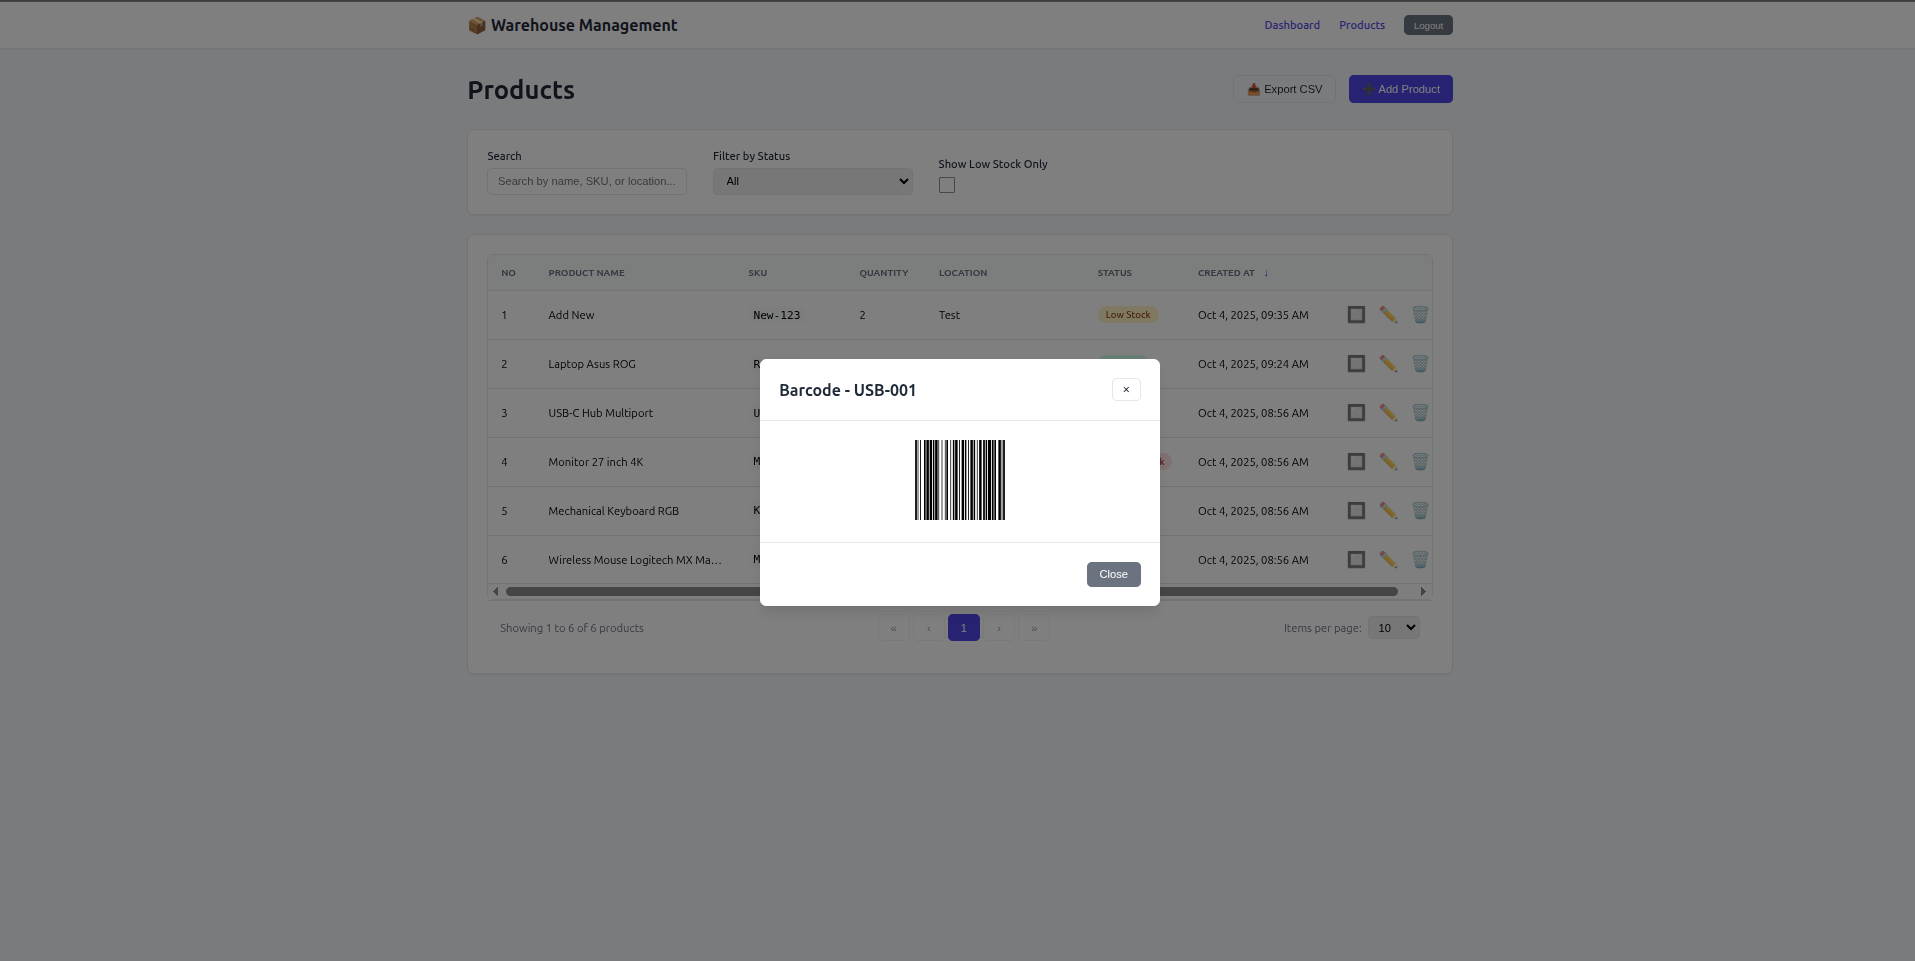 📦 Warehouse Management
Dashboard Products Logout
Products
📥 Export CSV ➕ Add Product
Search Filter by Status Show Low Stock Only
Search by name, SKU, or location... All
NO PRODUCT NAME SKU QUANTITY LOCATION STATUS CREATED AT ↓
1 Add New New-123 2 Test Low Stock Oct 4, 2025, 09:35 AM
2 Laptop Asus ROG Oct 4, 2025, 09:24 AM
3 USB-C Hub Multiport Oct 4, 2025, 08:56 AM
4 Monitor 27 inch 4K M k Oct 4, 2025, 08:56 AM
5 Mechanical Keyboard RGB K Oct 4, 2025, 08:56 AM
6 Wireless Mouse Logitech MX Ma... M Oct 4, 2025, 08:56 AM
Barcode - USB-001 ×
Close
Showing 1 to 6 of 6 products « ‹ 1 › » Items per page: 10